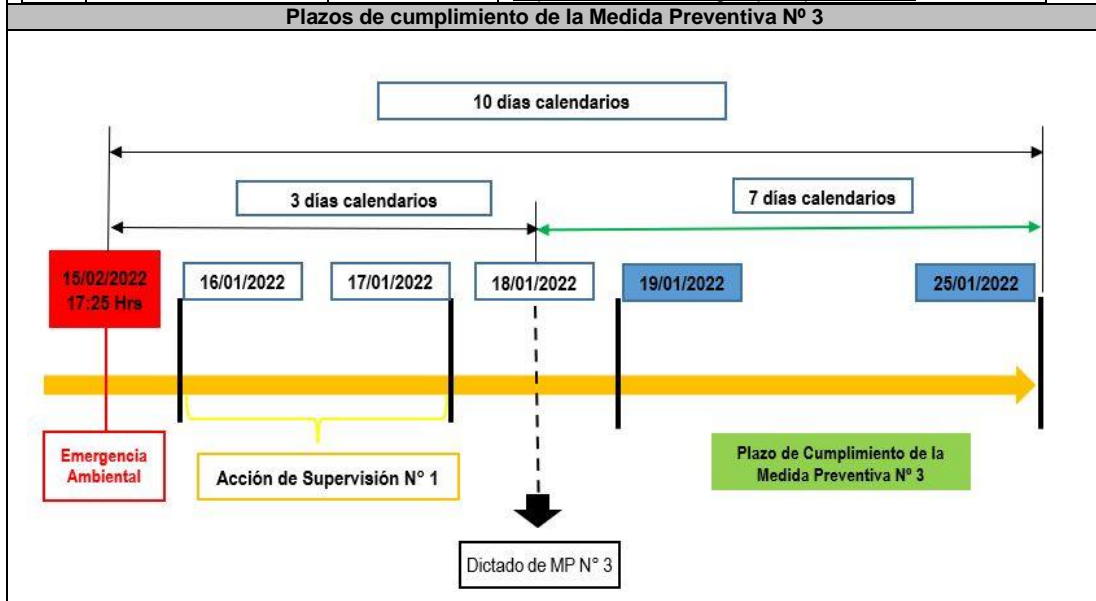 Plazos de cumplimiento de la Medida Preventiva Nº 3
10 días calendarios
3 días calendarios
7 días calendarios
15/02/2022
17:25 Hrs
16/01/2022
17/01/2022
18/01/2022
19/01/2022
25/01/2022
Emergencia
Ambiental
Acción de Supervisión N° 1
Plazo de Cumplimiento de la
Medida Preventiva Nº 3
Dictado de MP N° 3